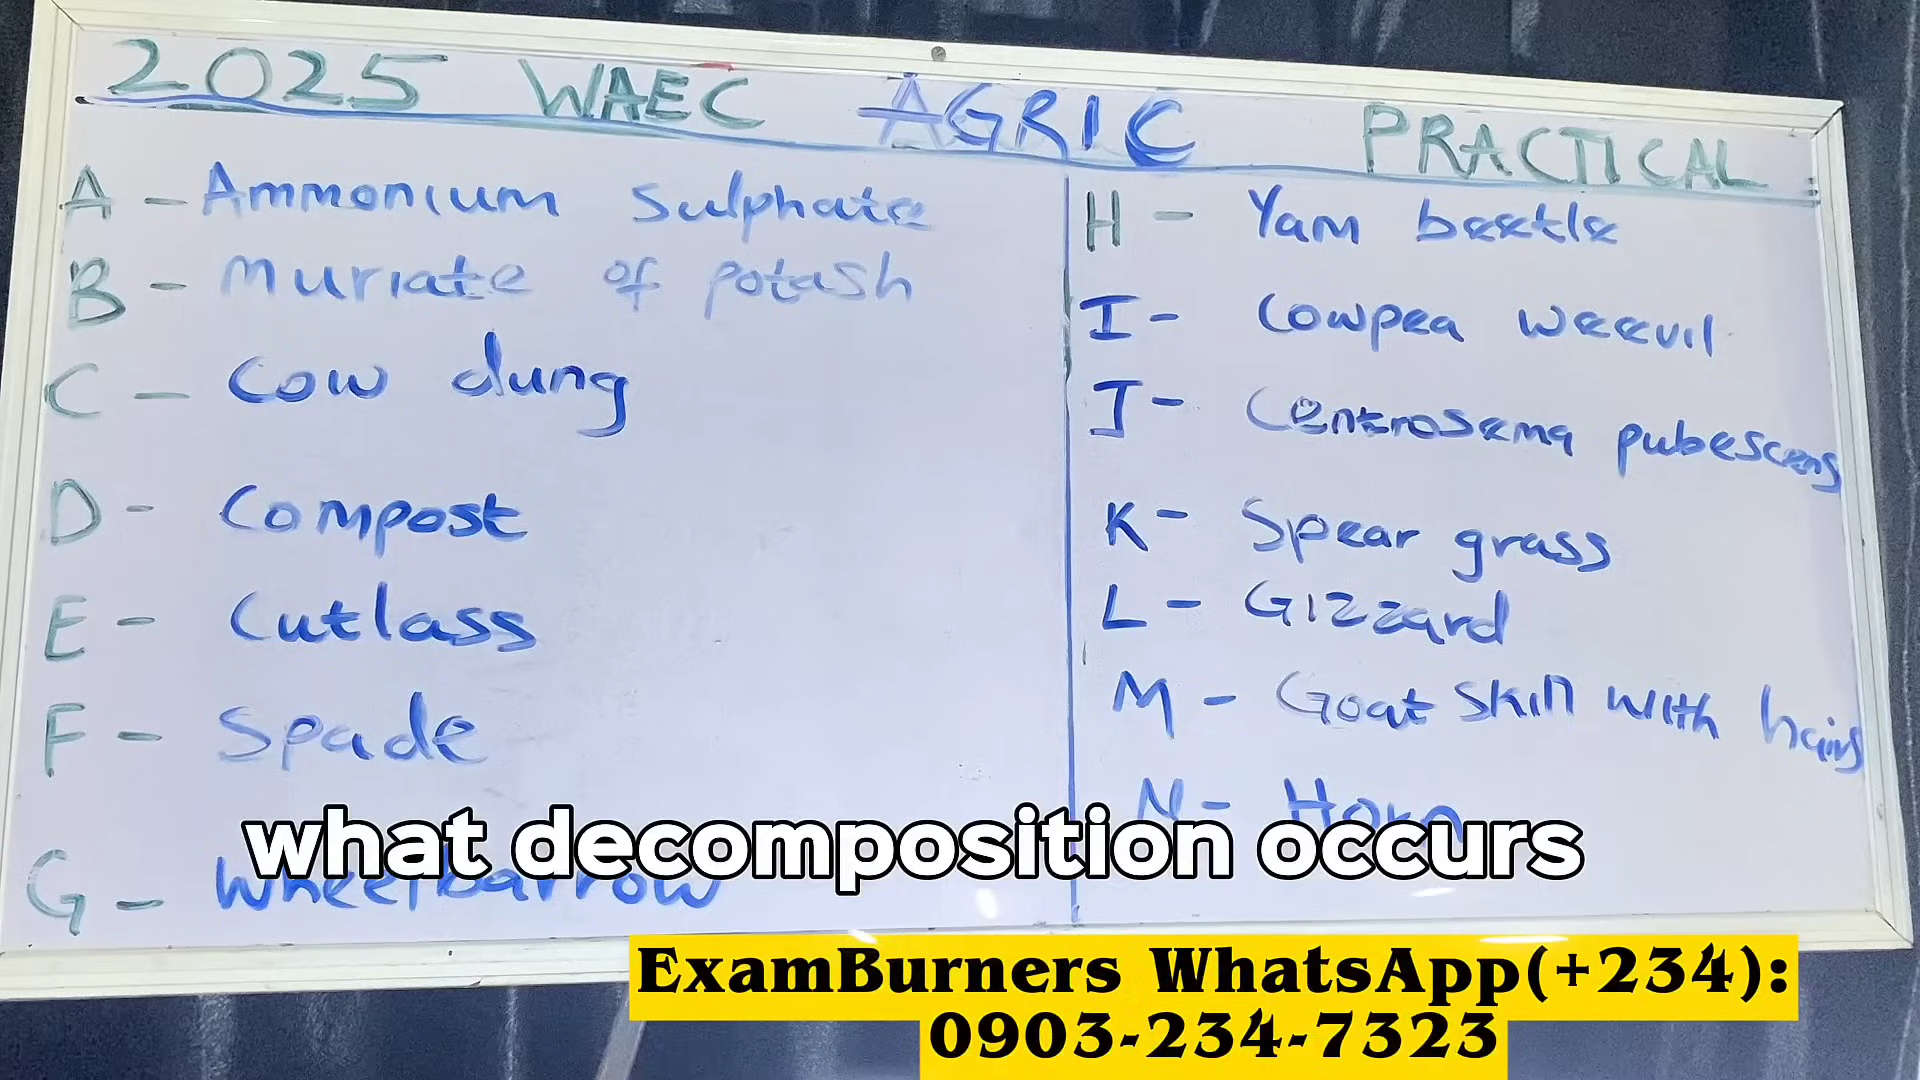 2025 WAEC AGRIC PRACTICAL
A - Ammonium Sulphate
B - Muriate of potash
C - Cow dung
D - Compost
E - Cutlass
F - Spade
G - Wheelbarrow
H - Yam beetle
I - Cowpea weevil
J - Centrosema pubescens
K - Spear grass
L - Gizzard
M - Goat skin with hairs
N - Horn
what decomposition occurs
ExamBurners WhatsApp(+234):
0903-234-7323